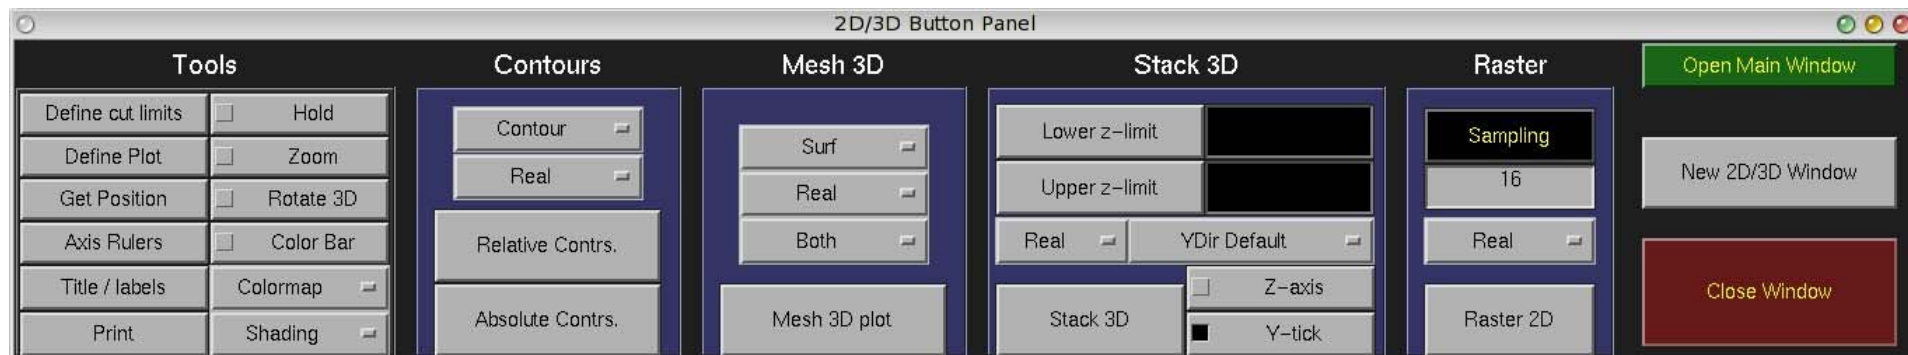 2D/3D Button Panel
Tools
Define cut limits
Hold
Define Plot
Zoom
Get Position
Rotate 3D
Axis Rulers
Color Bar
Title / labels
Colormap
Print
Shading
Contours
Contour
Real
Relative Contrs.
Absolute Contrs.
Mesh 3D
Surf
Real
Both
Mesh 3D plot
Stack 3D
Lower z-limit
Upper z-limit
Real
YDir Default
Stack 3D
Z-axis
Y-tick
Raster
Sampling
16
Real
Raster 2D
Open Main Window
New 2D/3D Window
Close Window